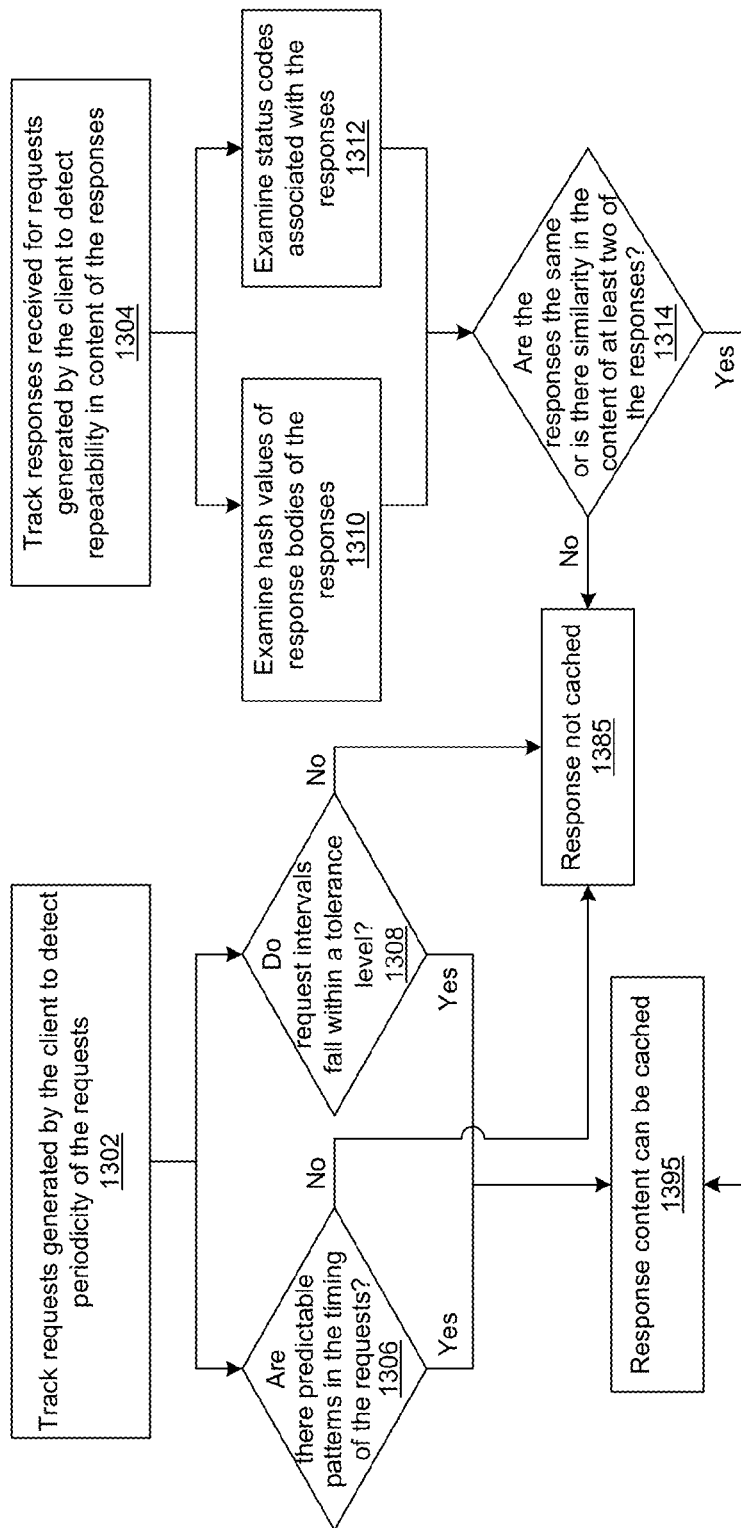 Track requests generated by the client to detect
periodicity of the requests
1302
Are
there predictable
patterns in the timing
of the requests?
1306
No
Yes
Do
request intervals
fall within a tolerance
level?
1308
No
Yes
Track responses received for requests
generated by the client to detect
repeatability in content of the responses
1304
Examine hash values of
response bodies of the
responses
1310
Examine status codes
associated with the
responses
1312
Are the
responses the same
or is there similarity in the
content of at least two of
the responses?
1314
No
Yes
Response not cached
1385
Response content can be cached
1395